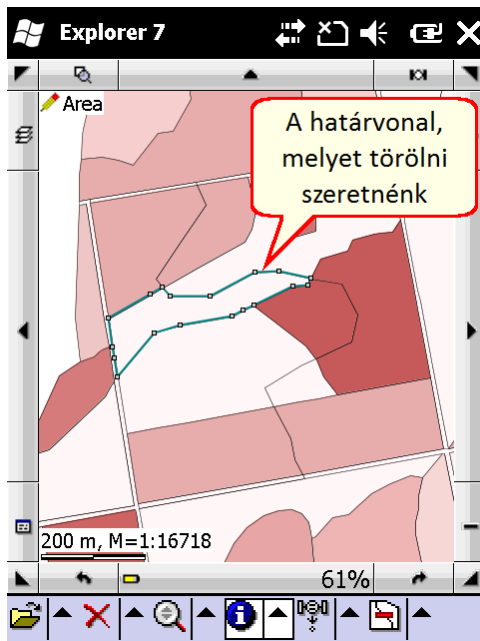 Explorer 7
Area
A határvonal,
melyet törölni
szeretnénk
200 m, M=1:16718
61%